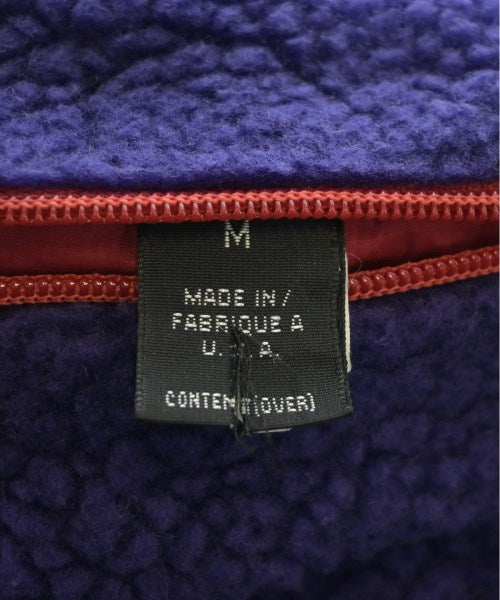 M
MADE IN/
FABRIQUE A
U. S. A.
CONTENT (OVER)